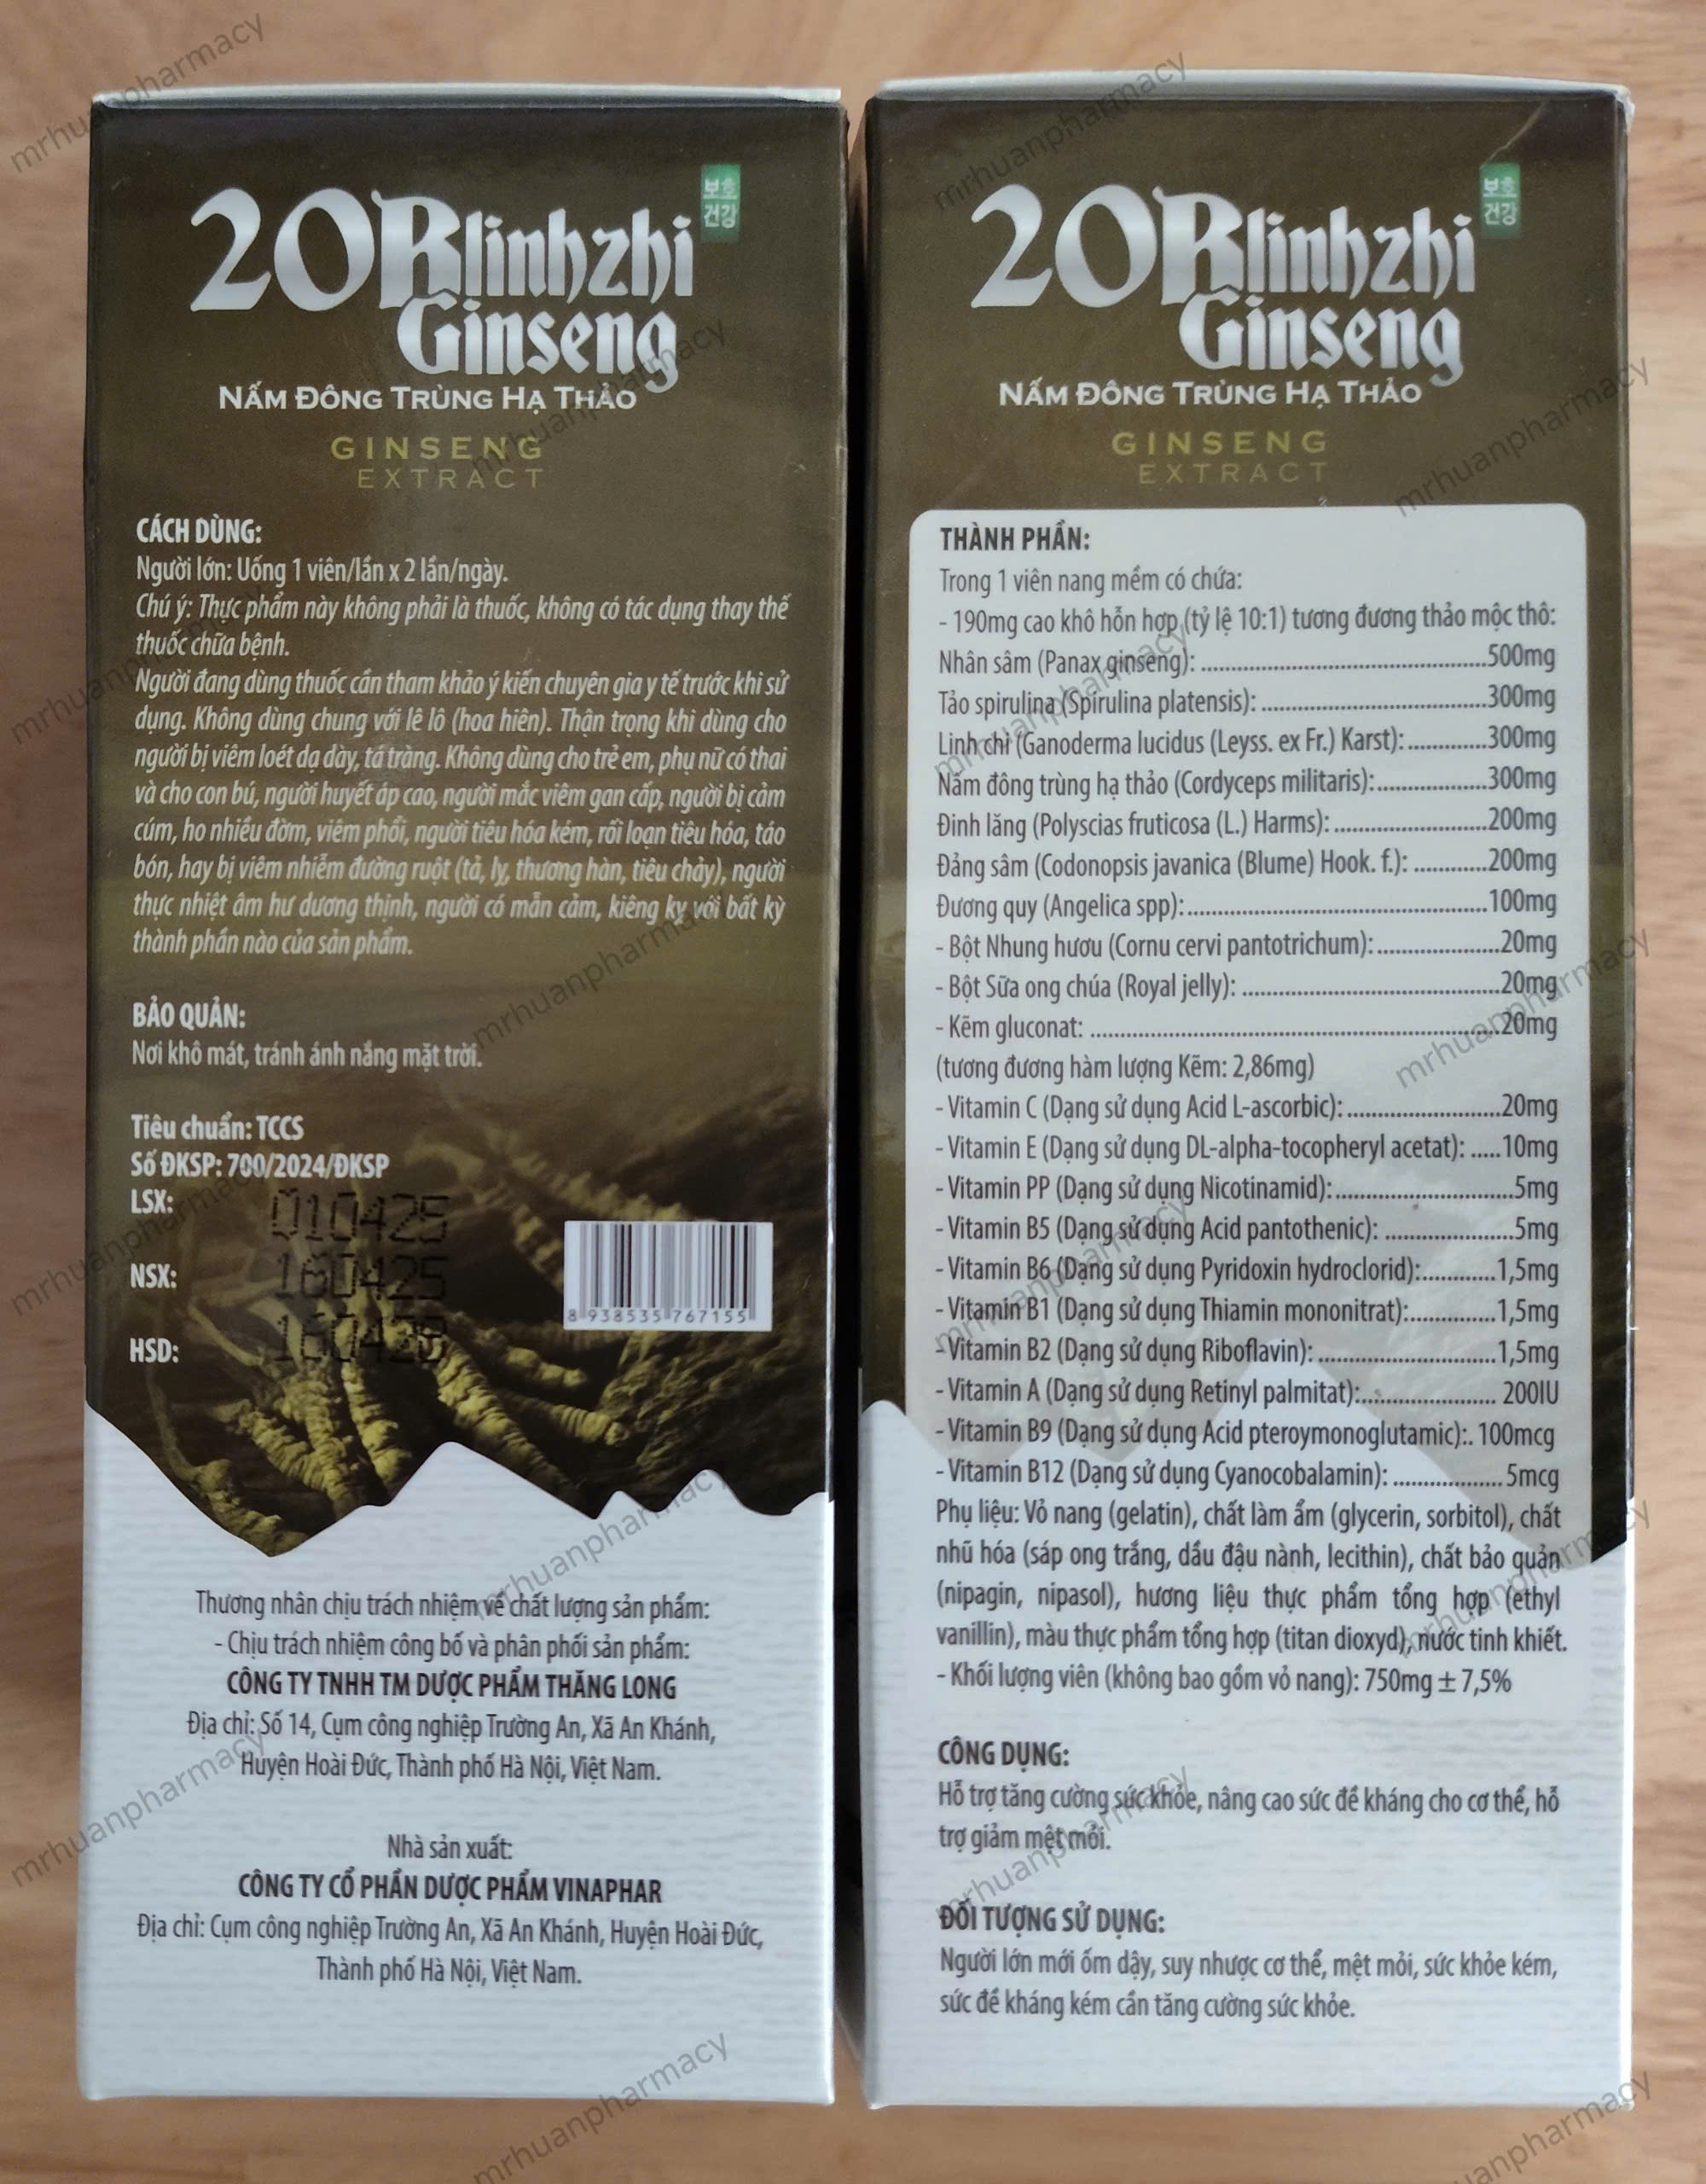 20Blinhzhi
보호
건강
Ginseng
NẤM ĐÔNG TRÙNG HẠ THẢO
GINSENG
EXTRACT
CÁCH DÙNG:
Người lớn: Uống 1 viên/lần x 2 lần/ngày.
Chú ý: Thực phẩm này không phải là thuốc, không có tác dụng thay thế
thuốc chữa bệnh.
Người đang dùng thuốc cần tham khảo ý kiến chuyên gia y tế trước khi sử
dụng. Không dùng chung với lê lô (hoa hiên). Thận trọng khi dùng cho
người bị viêm loét dạ dày, tá tràng. Không dùng cho trẻ em, phụ nữ có thai
và cho con bú, người huyết áp cao, người mắc viêm gan cấp, người bị cảm
cúm, ho nhiều đờm, viêm phổi, người tiêu hóa kém, rối loạn tiêu hóa, táo
bón, hay bị viêm nhiễm đường ruột (tả, lỵ, thương hàn, tiêu chảy), người
thực nhiệt âm hư dương thịnh, người có mẫn cảm, kiêng kỵ với bất kỳ
thành phần nào của sản phẩm.
BẢO QUẢN:
Nơi khô mát, tránh ánh nắng mặt trời.
Tiêu chuẩn: TCCS
Số ĐKSP: 700/2024/ĐKSP
LSX: 010425
NSX: 160425
HSD: 160428
8 938535 767155
Thương nhân chịu trách nhiệm về chất lượng sản phẩm:
- Chịu trách nhiệm công bố và phân phối sản phẩm:
CÔNG TY TNHH TM DƯỢC PHẨM THĂNG LONG
Địa chỉ: Số 14, Cụm công nghiệp Trường An, Xã An Khánh,
Huyện Hoài Đức, Thành phố Hà Nội, Việt Nam.
Nhà sản xuất:
CÔNG TY CỔ PHẦN DƯỢC PHẨM VINAPHAR
Địa chỉ: Cụm công nghiệp Trường An, Xã An Khánh, Huyện Hoài Đức,
Thành phố Hà Nội, Việt Nam.
20Blinhzhi
보호
건강
Ginseng
NẤM ĐÔNG TRÙNG HẠ THẢO
GINSENG
EXTRACT
THÀNH PHẦN:
Trong 1 viên nang mềm có chứa:
- 190mg cao khô hỗn hợp (tỷ lệ 10:1) tương đương thảo mộc thô:
Nhân sâm (Panax ginseng): ..........500mg
Tảo spirulina (Spirulina platensis): ..........300mg
Linh chi (Ganoderma lucidus (Leyss. ex Fr.) Karst): ..........300mg
Nấm đông trùng hạ thảo (Cordyceps militaris): ..........300mg
Đinh lăng (Polyscias fruticosa (L.) Harms): ..........200mg
Đảng sâm (Codonopsis javanica (Blume) Hook. f.): ..........200mg
Đương quy (Angelica spp): ..........100mg
- Bột Nhung hươu (Cornu cervi pantotrichum): ..........20mg
- Bột Sữa ong chúa (Royal jelly): ..........20mg
- Kẽm gluconat: ..........20mg
(tương đương hàm lượng Kẽm: 2,86mg)
- Vitamin C (Dạng sử dụng Acid L-ascorbic): ..........20mg
- Vitamin E (Dạng sử dụng DL-alpha-tocopheryl acetat): .....10mg
- Vitamin PP (Dạng sử dụng Nicotinamid): ..........5mg
- Vitamin B5 (Dạng sử dụng Acid pantothenic): ..........5mg
- Vitamin B6 (Dạng sử dụng Pyridoxin hydroclorid): ..........1,5mg
- Vitamin B1 (Dạng sử dụng Thiamin mononitrat): ..........1,5mg
- Vitamin B2 (Dạng sử dụng Riboflavin): ..........1,5mg
- Vitamin A (Dạng sử dụng Retinyl palmitat): .......... 200IU
- Vitamin B9 (Dạng sử dụng Acid pteroymonoglutamic):. 100mcg
- Vitamin B12 (Dạng sử dụng Cyanocobalamin): .......... 5mcg
Phụ liệu: Vỏ nang (gelatin), chất làm ẩm (glycerin, sorbitol), chất
nhũ hóa (sáp ong trắng, dầu đậu nành, lecithin), chất bảo quản
(nipagin, nipasol), hương liệu thực phẩm tổng hợp (ethyl
vanillin), màu thực phẩm tổng hợp (titan dioxyd), nước tinh khiết.
- Khối lượng viên (không bao gồm vỏ nang): 750mg ± 7,5%
CÔNG DỤNG:
Hỗ trợ tăng cường sức khỏe, nâng cao sức đề kháng cho cơ thể, hỗ
trợ giảm mệt mỏi.
ĐỐI TƯỢNG SỬ DỤNG:
Người lớn mới ốm dậy, suy nhược cơ thể, mệt mỏi, sức khỏe kém,
sức đề kháng kém cần tăng cường sức khỏe.
mrhuanpharmacy